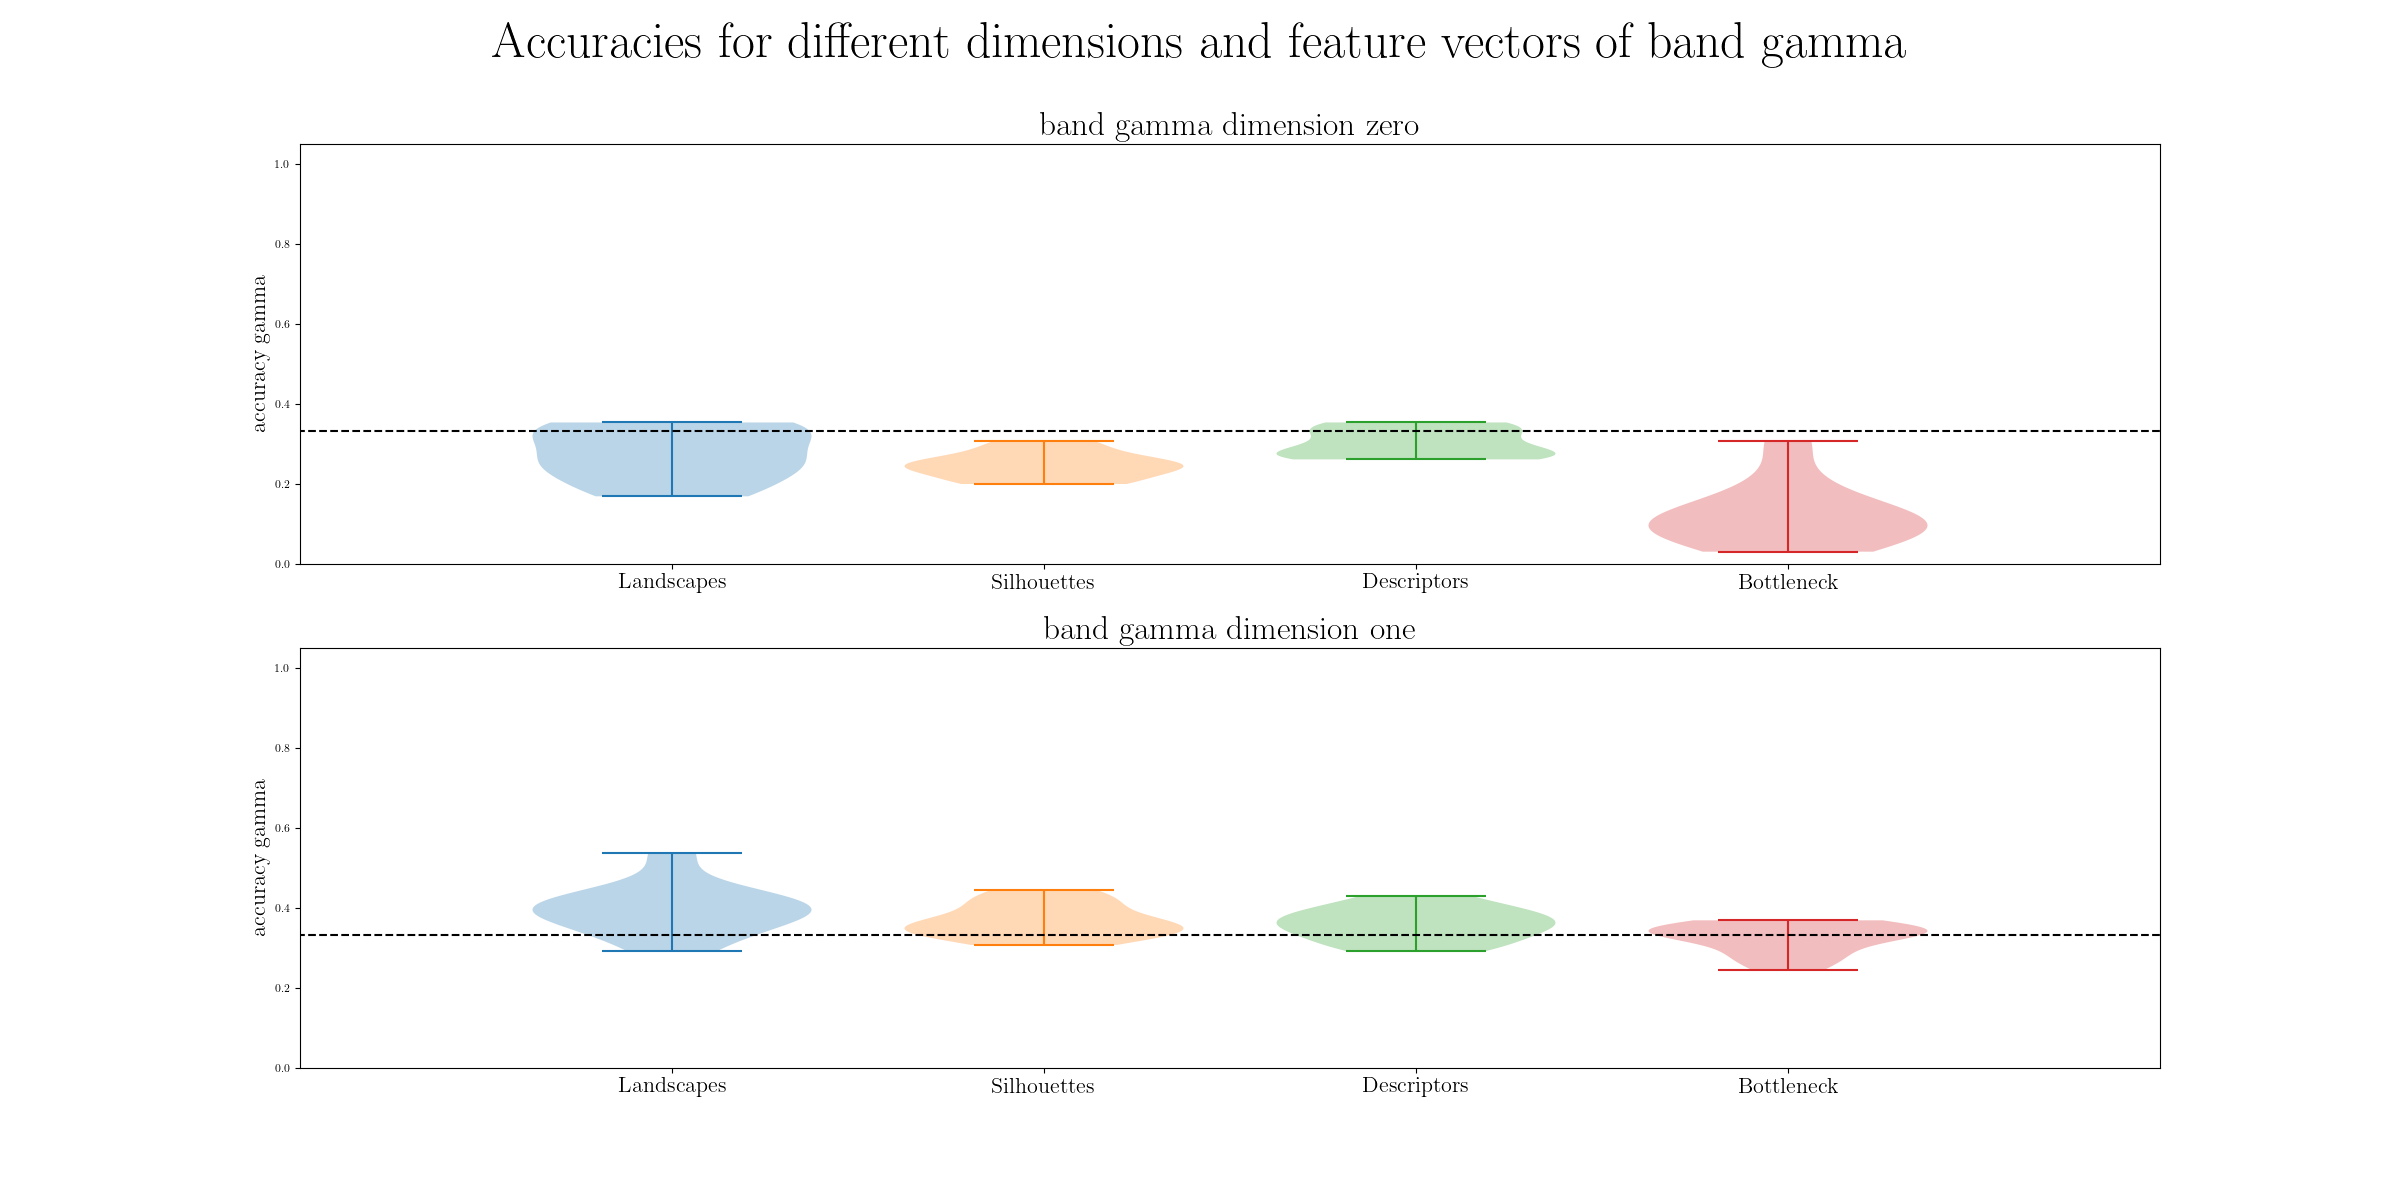 Accuracies for different dimensions and feature vectors of band gamma
band gamma dimension zero
1.0
0.8
0.6
0.4
0.2
0.0
accuracy gamma
Landscapes Silhouettes Descriptors Bottleneck
band gamma dimension one
1.0
0.8
0.6
0.4
0.2
0.0
accuracy gamma
Landscapes Silhouettes Descriptors Bottleneck